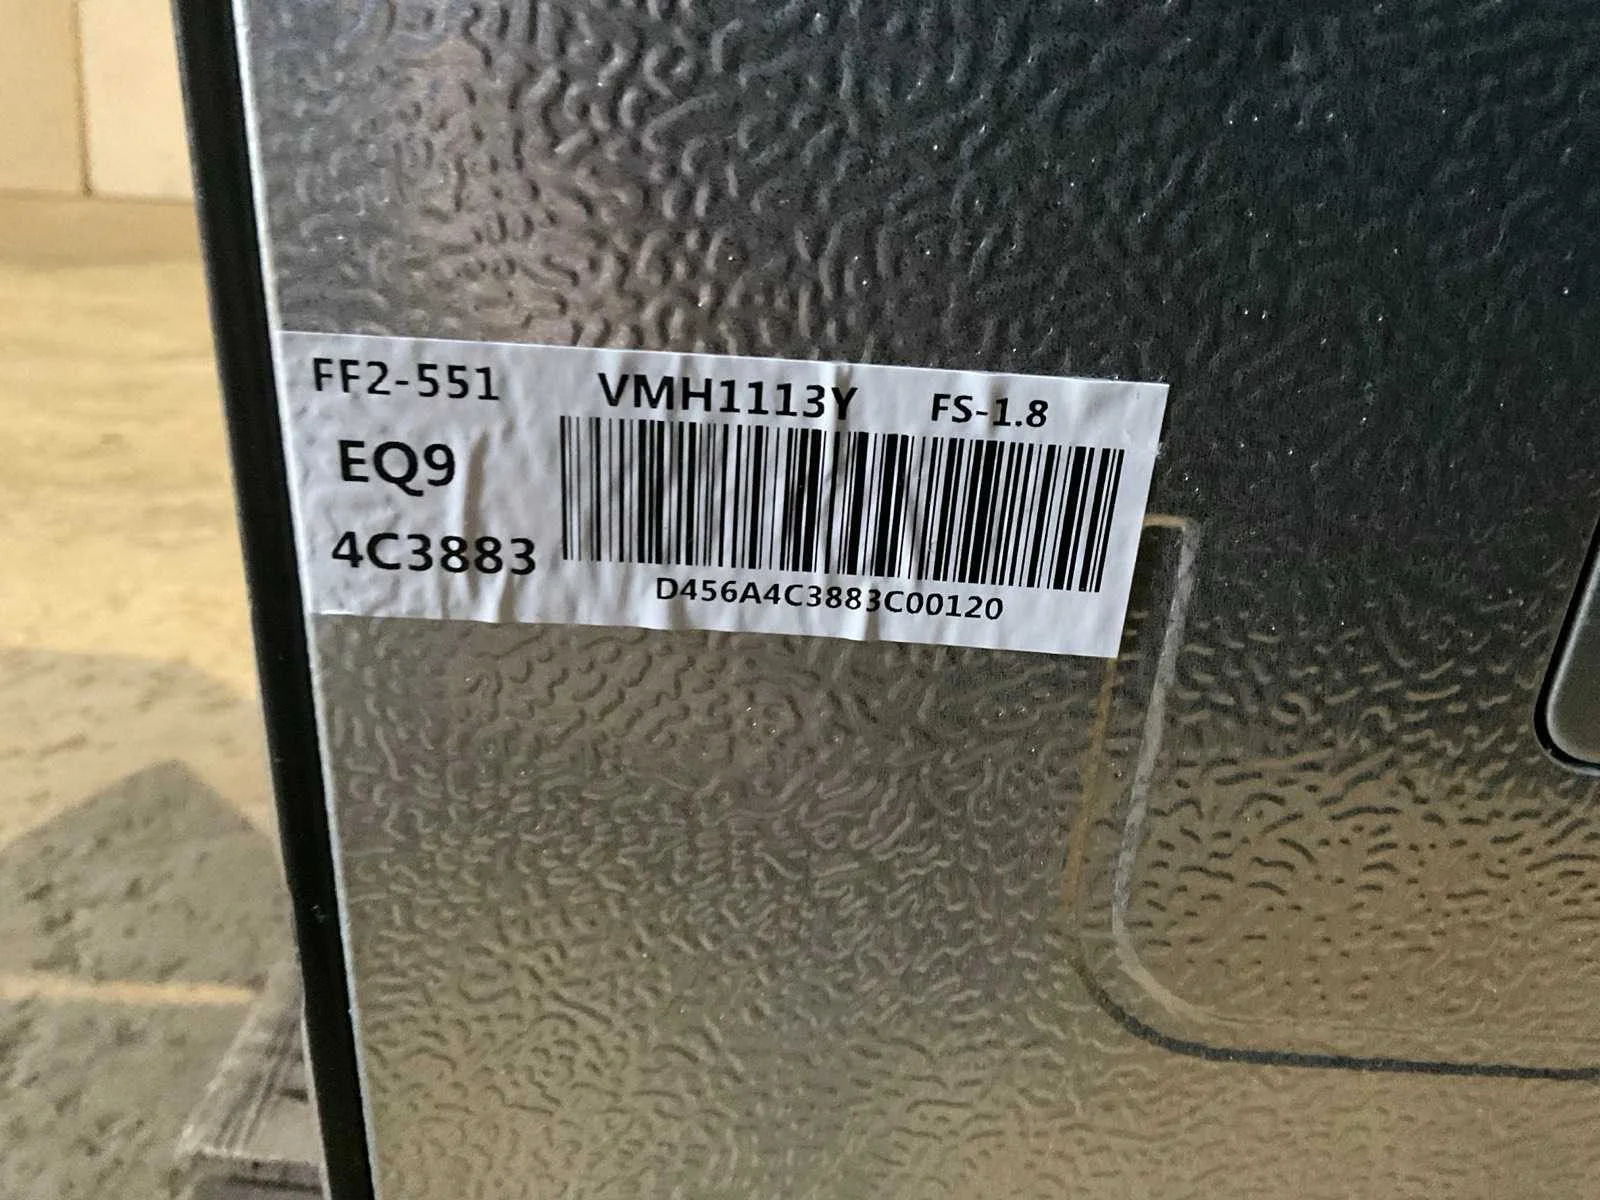 FF2-551 VMH1113Y FS-1.8
EQ9
4C3883
D456A4C3883C00120